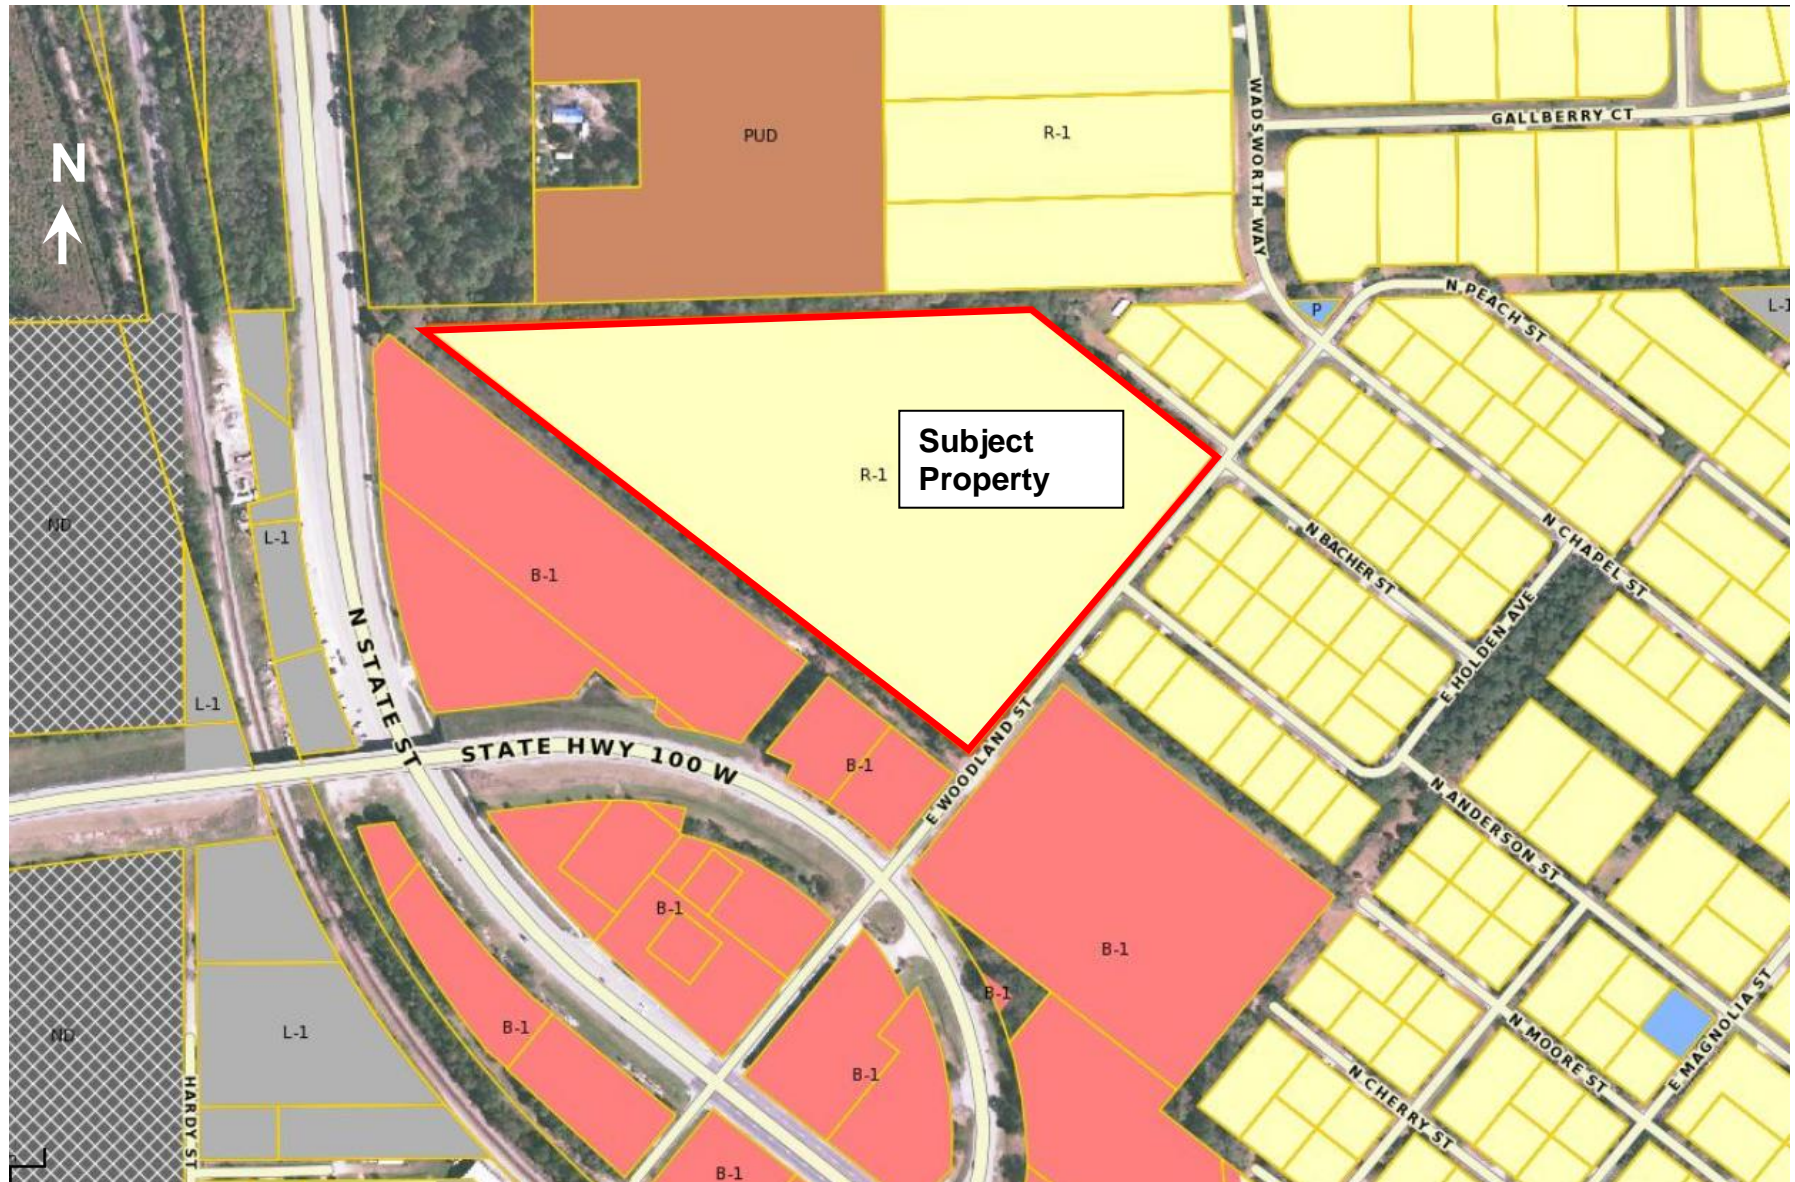 PUD
R-1
WADSWORTH WAY
GALLBERRY CT
N
N PEACH ST
P
L-1
Subject
Property
R-1
ND
L-1
B-1
N BACHER ST
N CHAPEL ST
E HOLDEN AVE
N STATE ST
L-1
STATE HWY 100 W
B-1
E WOODLAND ST
N ANDERSON ST
B-1
B-1
B-1
E MAGNOLIA ST
ND
L-1
B-1
B-1
N MOORE ST
N CHERRY ST
HARDY ST
B-1